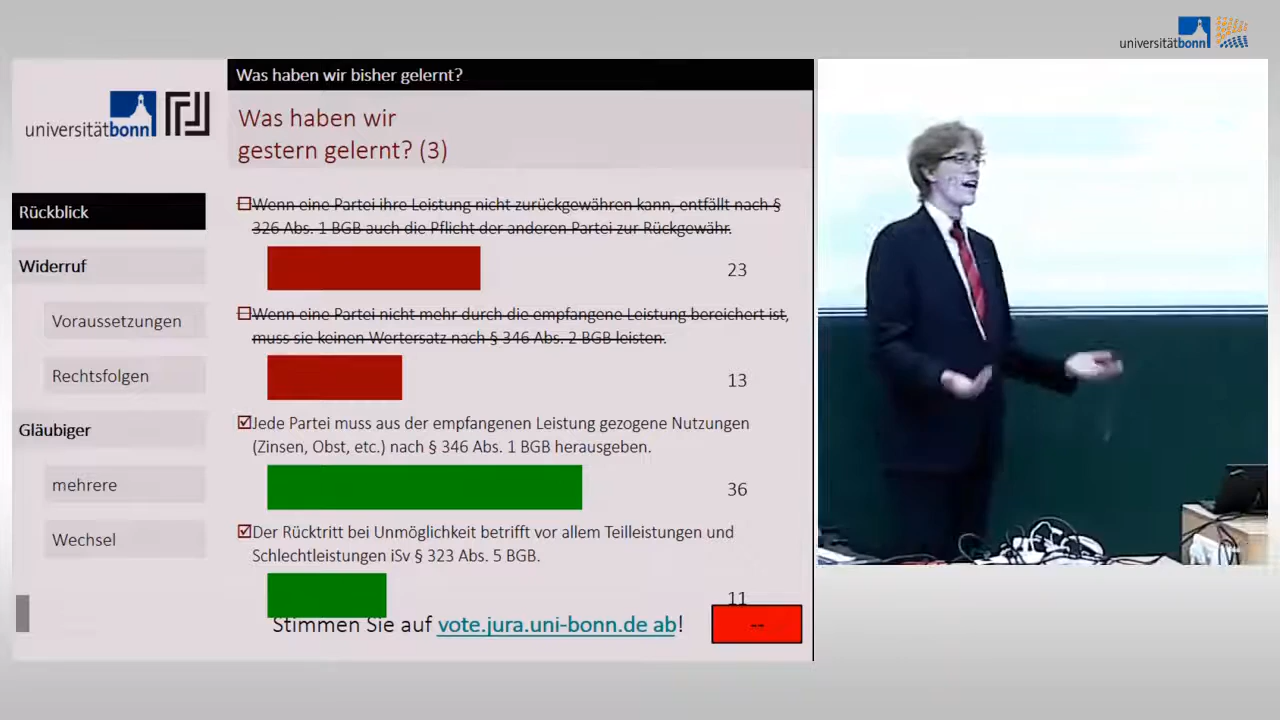 universitätbonn
Was haben wir bisher gelernt?
universitätbonn
Was haben wir
gestern gelernt? (3)
Rückblick
Widerruf
Voraussetzungen
Rechtsfolgen
Gläubiger
mehrere
Wechsel
Wenn eine Partei ihre Leistung nicht zurückgewähren kann, entfällt nach §
326 Abs. 1 BGB auch die Pflicht der anderen Partei zur Rückgewähr.
23
Wenn eine Partei nicht mehr durch die empfangene Leistung bereichert ist,
muss sie keinen Wertersatz nach § 346 Abs. 2 BGB leisten.
13
Jede Partei muss aus der empfangenen Leistung gezogene Nutzungen
(Zinsen, Obst, etc.) nach § 346 Abs. 1 BGB herausgeben.
36
Der Rücktritt bei Unmöglichkeit betrifft vor allem Teilleistungen und
Schlechtleistungen iSv § 323 Abs. 5 BGB.
11
Stimmen Sie auf vote.jura.uni-bonn.de ab!
--